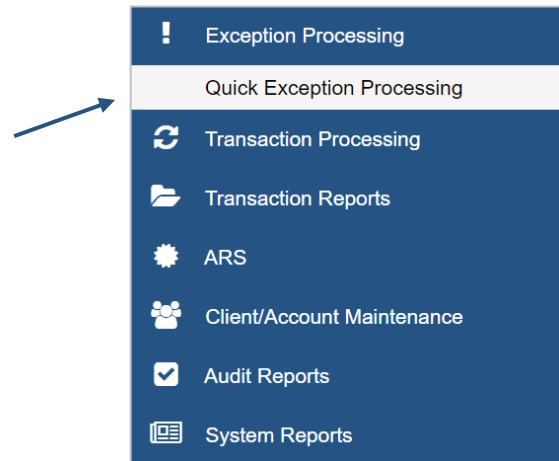 Exception Processing
Quick Exception Processing
Transaction Processing
Transaction Reports
ARS
Client/Account Maintenance
Audit Reports
System Reports